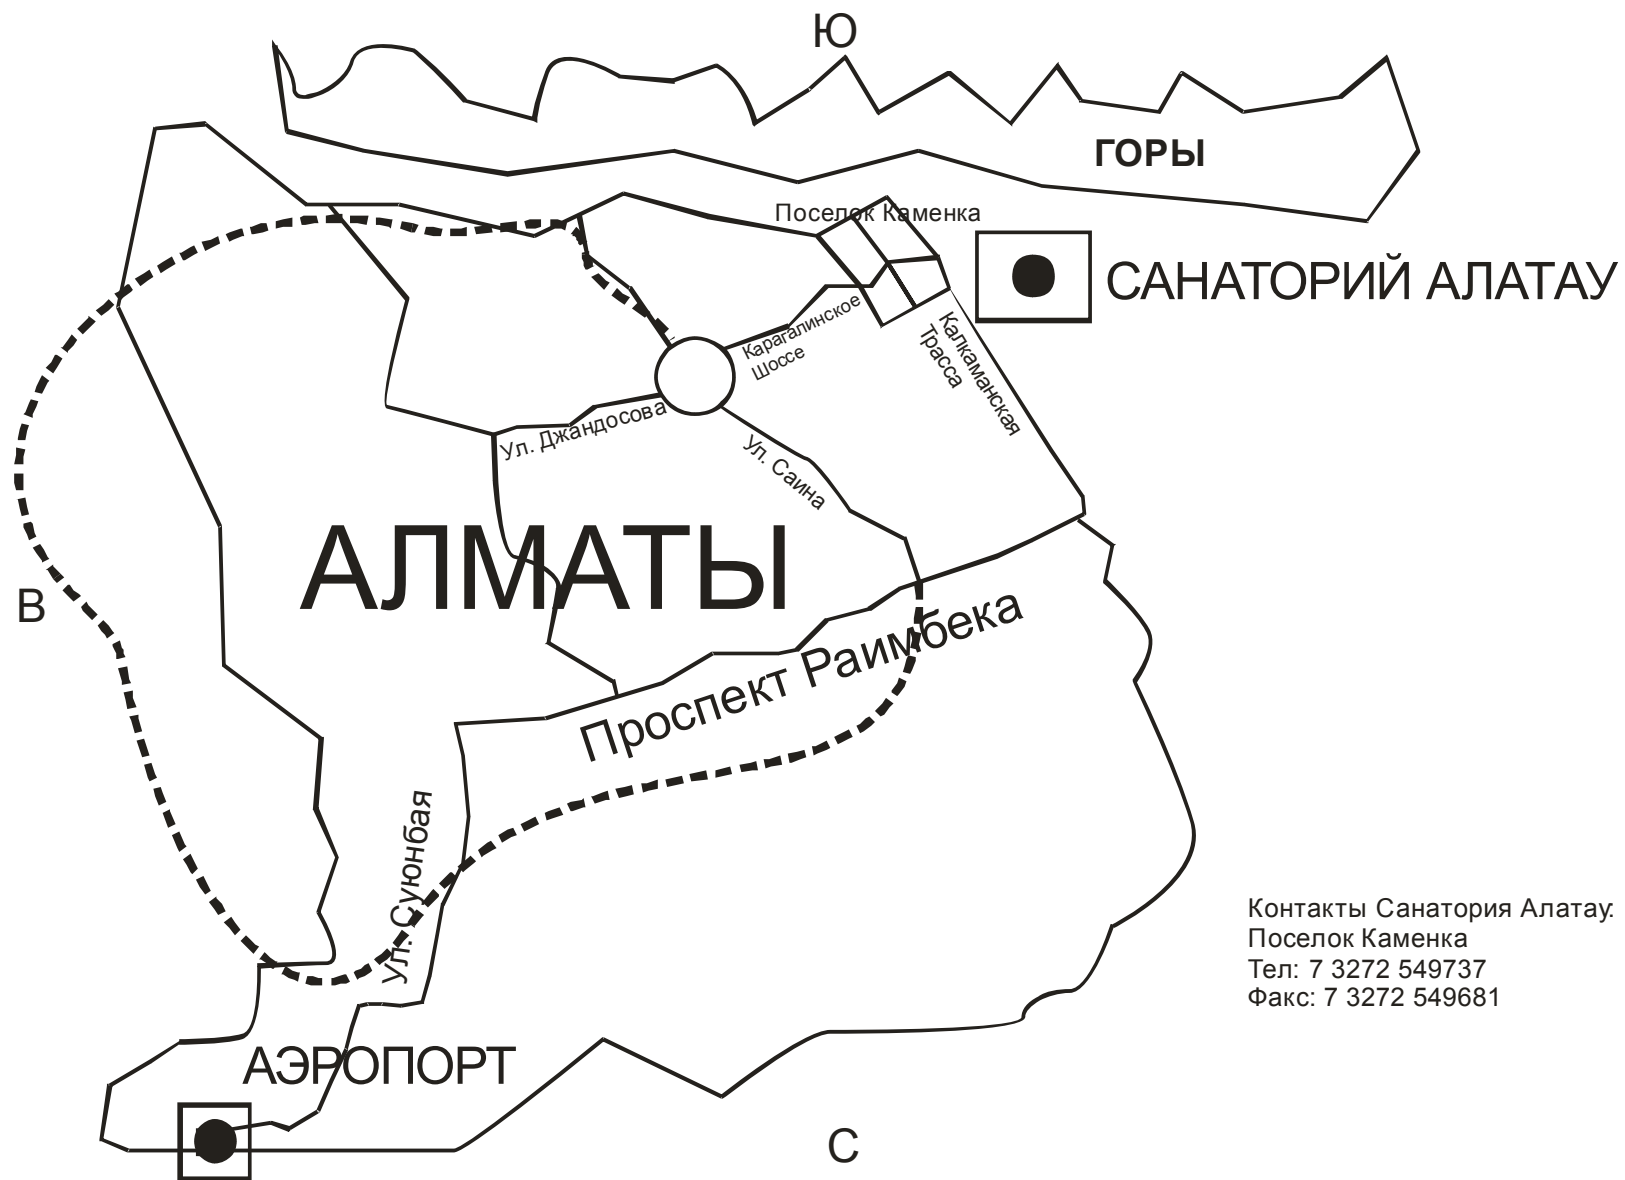 Ю
ГОРЫ
Поселок Каменка
САНАТОРИЙ АЛАТАУ
Карагалинское
Шоссе
Капкаманская
Трасса
Ул. Джандосова
Ул. Саина
АЛМАТЫ
В
Проспект Раимбека
Ул. Суюнбая
Контакты Санатория Алатау:
Поселок Каменка
Тел: 7 3272 549737
Факс: 7 3272 549681
АЭРОПОРТ
С